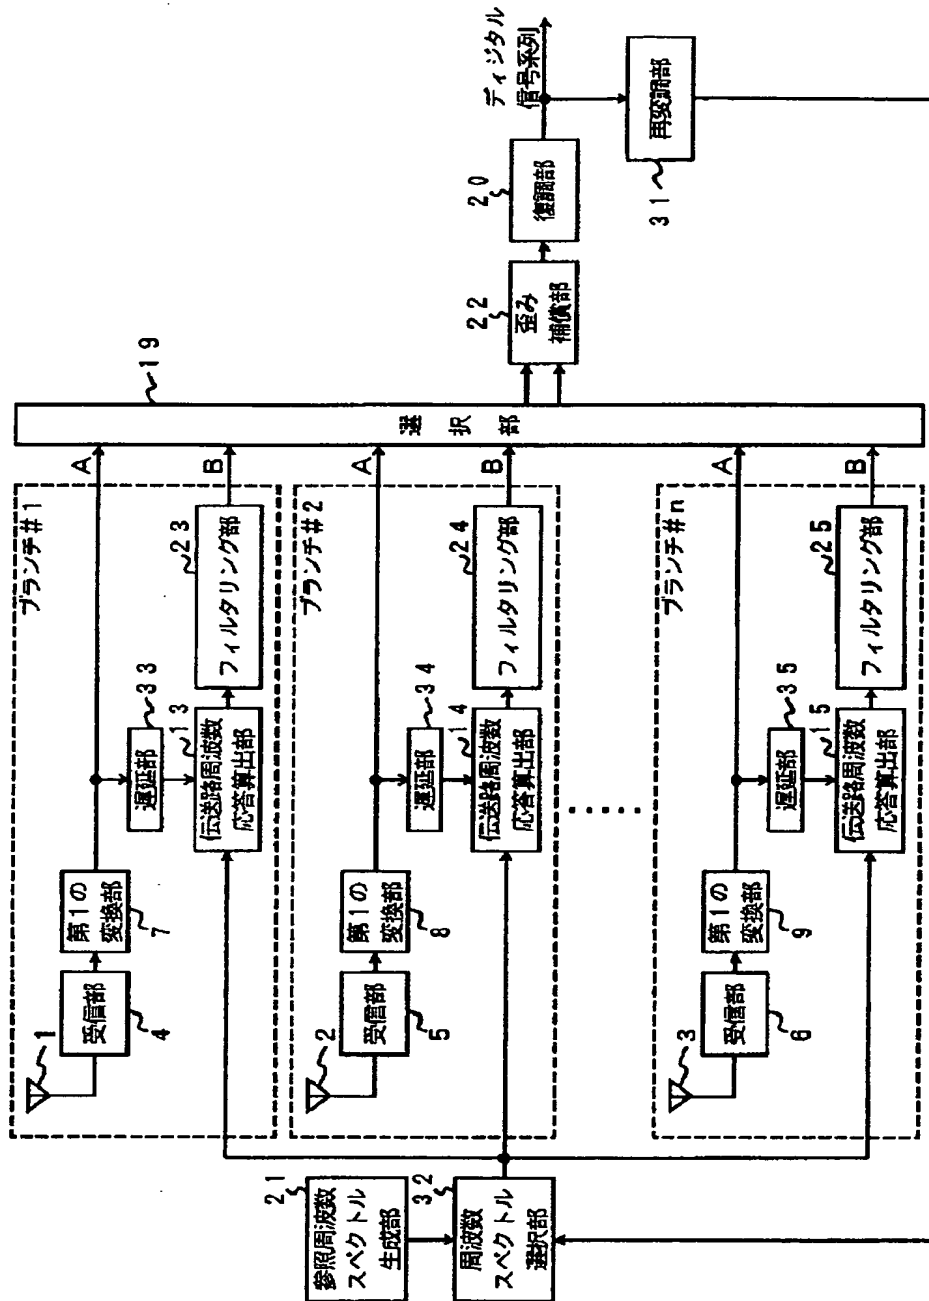 ブランチ#1
1
受信部
4
第1の
変換部
7
遅延部
33
伝送路周波数
応答算出部
13
フィルタリング部
23
A
B
ブランチ#2
2
受信部
5
第1の
変換部
8
遅延部
34
伝送路周波数
応答算出部
14
フィルタリング部
24
A
B
ブランチ#n
3
受信部
6
第1の
変換部
9
遅延部
35
伝送路周波数
応答算出部
15
フィルタリング部
25
A
B
参照周波数
スペクトル
生成部
21
周波数
スペクトル
選択部
32
選択部
19
歪み
補償部
22
復調部
20
ディジタル
信号系列
再変調部
31